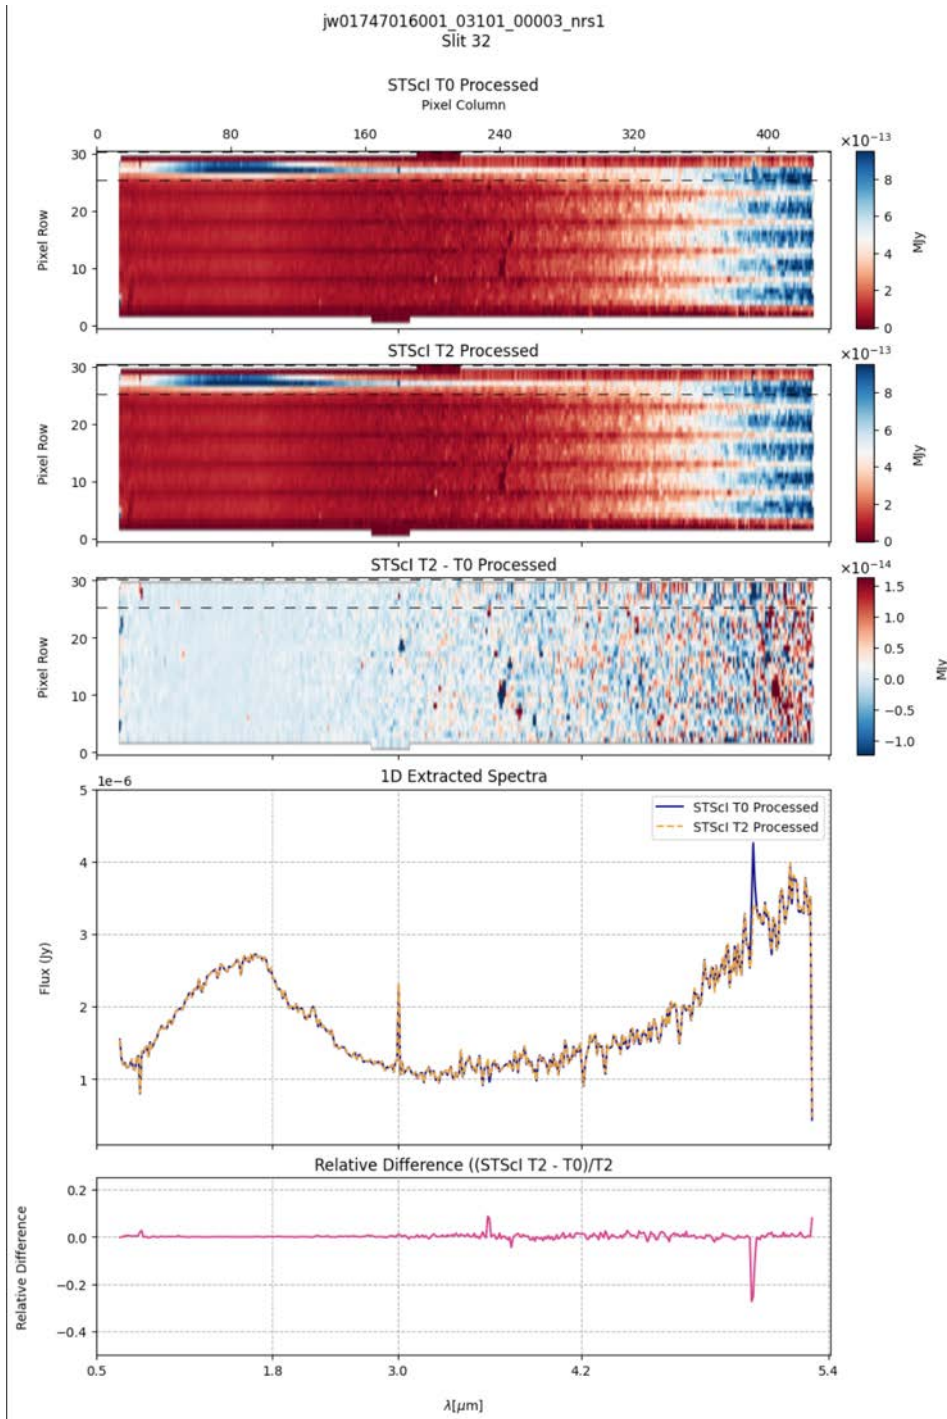 jw01747016001_03101_00003_nrs1
Slit 32
STScI T0 Processed
Pixel Column
0 80 160 240 320 400
×10⁻¹³
30
20
10
0
Pixel Row
8
6
4
2
0
MJy
STScI T2 Processed
×10⁻¹³
30
20
10
0
Pixel Row
8
6
4
2
0
MJy
STScI T2 - T0 Processed
×10⁻¹⁴
30
20
10
0
Pixel Row
1.5
1.0
0.5
0.0
−0.5
−1.0
MJy
1D Extracted Spectra
1e−6
5
4
3
2
1
Flux (Jy)
STScI T0 Processed
STScI T2 Processed
Relative Difference ((STScI T2 - T0)/T2
0.2
0.0
−0.2
−0.4
Relative Difference
0.5 1.8 3.0 4.2 5.4
λ[μm]